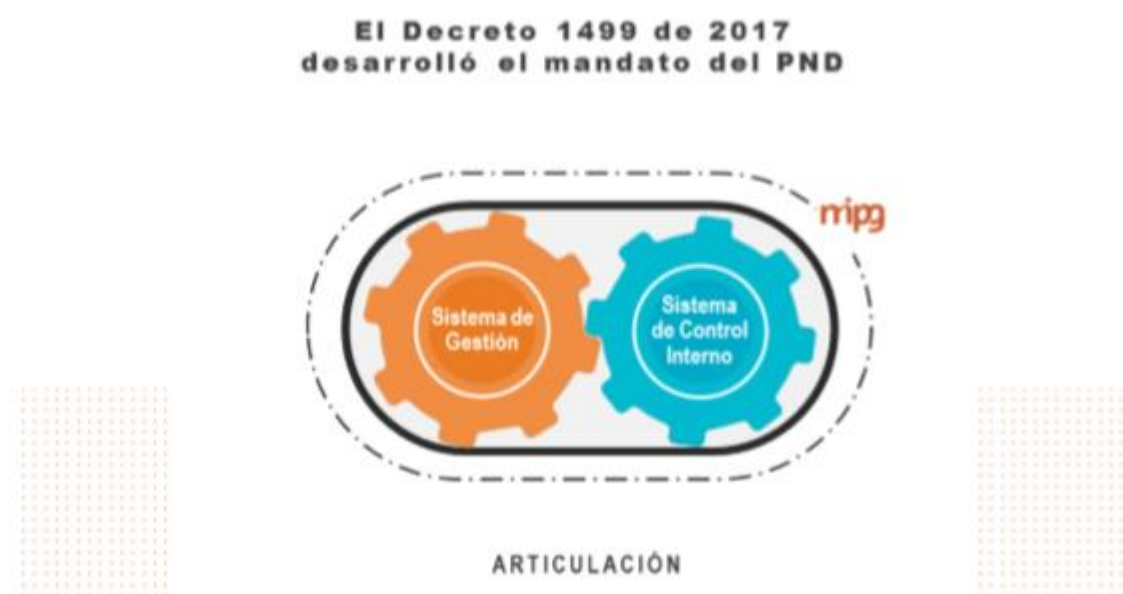 El Decreto 1499 de 2017
desarrolló el mandato del PND
mipg
Sistema de
Gestión
Sistema
de Control
Interno
ARTICULACIÓN